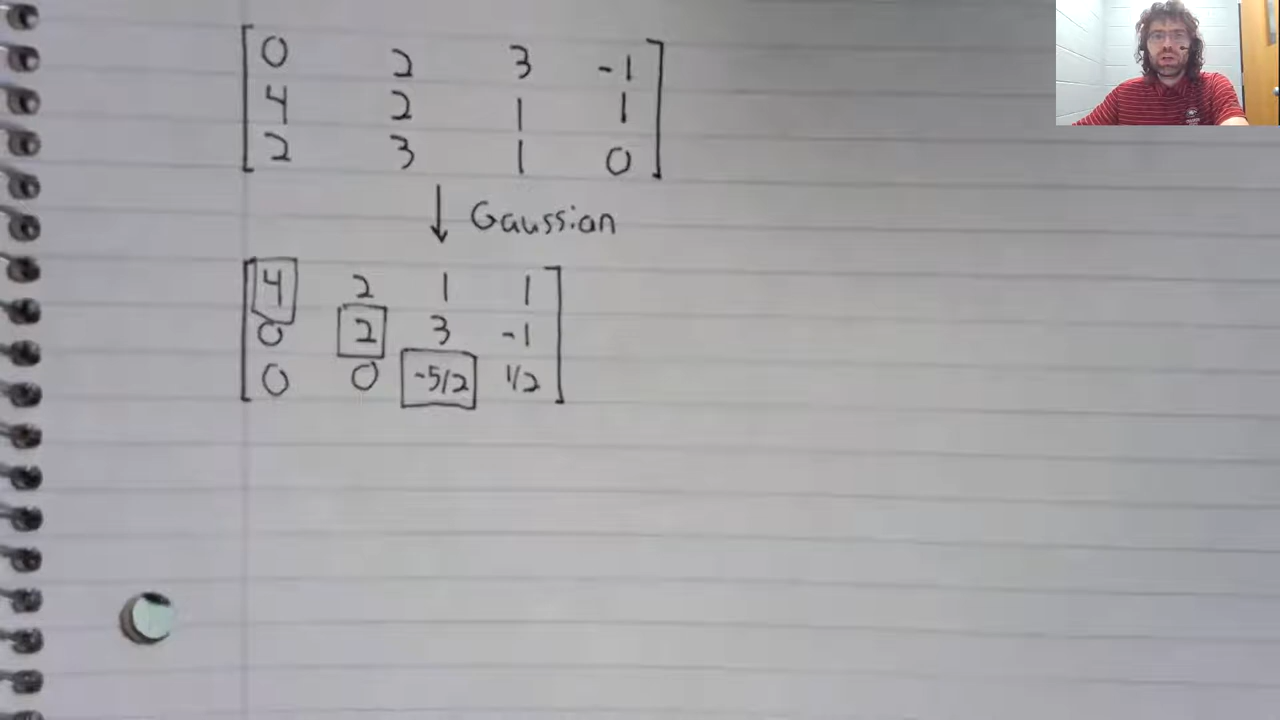 0 2 3 -1
4 2 1 1
2 3 1 0
↓ Gaussian
4 2 1 1
0 2 3 -1
0 0 -5/2 1/2